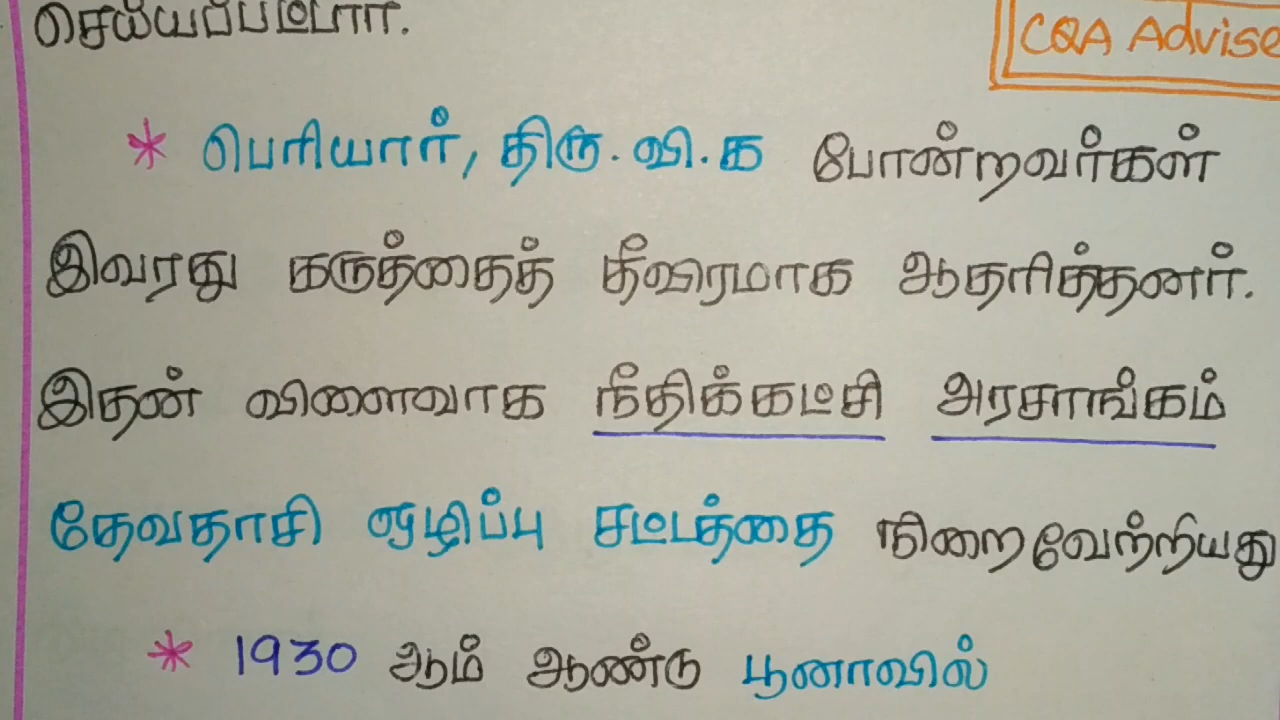 செய்யப்பட்டார்.
CQA Advise
* பெரியார், திரு. வி. க போன்றவர்கள்
இவரது கருத்தைத் தீவிரமாக ஆதரித்தனர்.
இதன் விளைவாக நீதிக்கட்சி அரசாங்கம்
தேவதாசி ஒழிப்பு சட்டத்தை நிறைவேற்றியது
* 1930 ஆம் ஆண்டு பூனாவில்